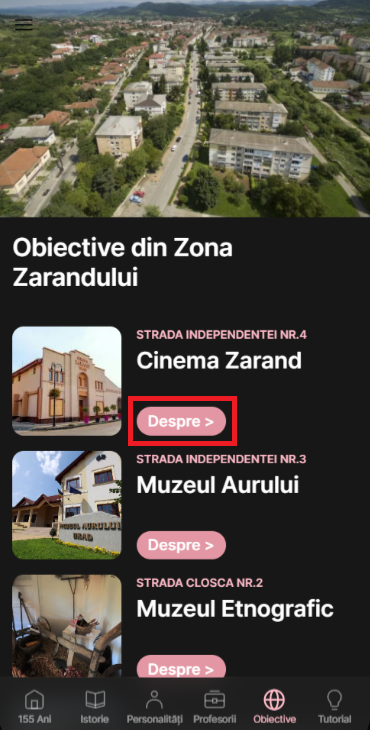 Obiective din Zona
Zarandului
STRADA INDEPENDENTEI NR.4
Cinema Zarand
Despre >
STRADA INDEPENDENTEI NR.3
Muzeul Aurului
MUZEUL AURULUI
BRAD
Despre >
STRADA CLOSCA NR.2
Muzeul Etnografic
Despre >
155 Ani
Istorie
Personalități
Profesorii
Obiective
Tutorial